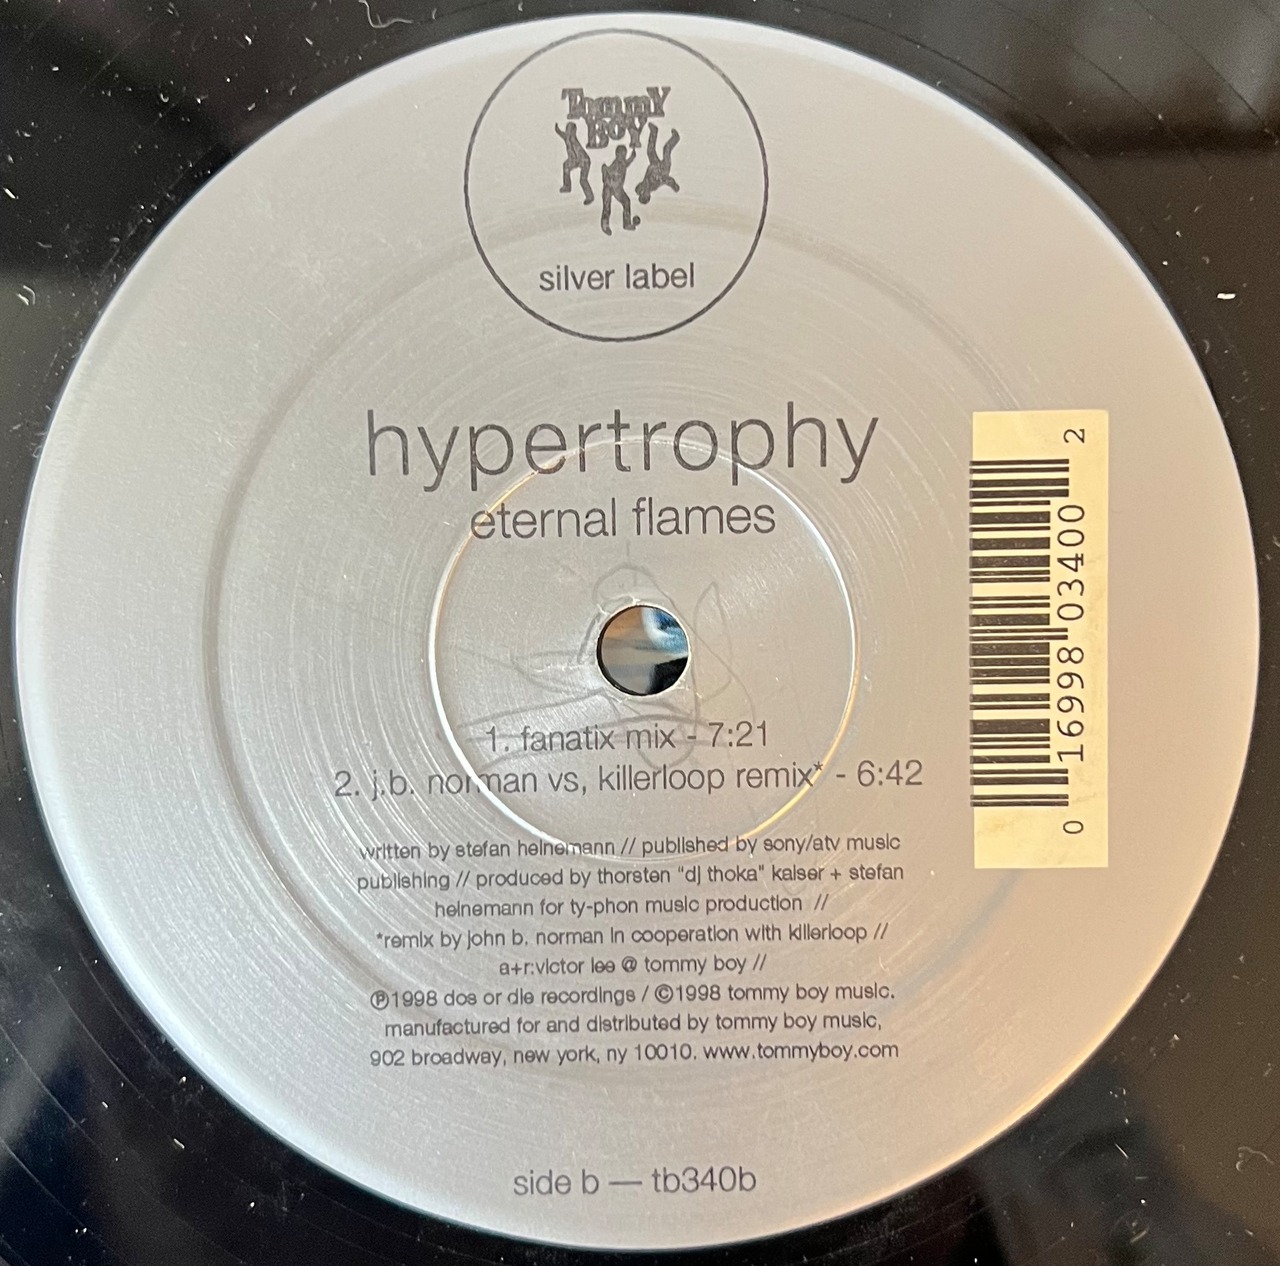 Tommy
Boy
silver label
hypertrophy
eternal flames
1. fanatix mix - 7:21
2. j.b. norman vs, killerloop remix* - 6:42
written by stefan heinemann // published by sony/atv music
publishing // produced by thorsten "dj thoka" kaiser + stefan
heinemann for ty-phon music production //
*remix by john b. norman in cooperation with killerloop //
a+r:victor lee @ tommy boy //
℗1998 dos or die recordings / ©1998 tommy boy music.
manufactured for and distributed by tommy boy music,
902 broadway, new york, ny 10010. www.tommyboy.com
side b — tb340b
0 16998 03400 2